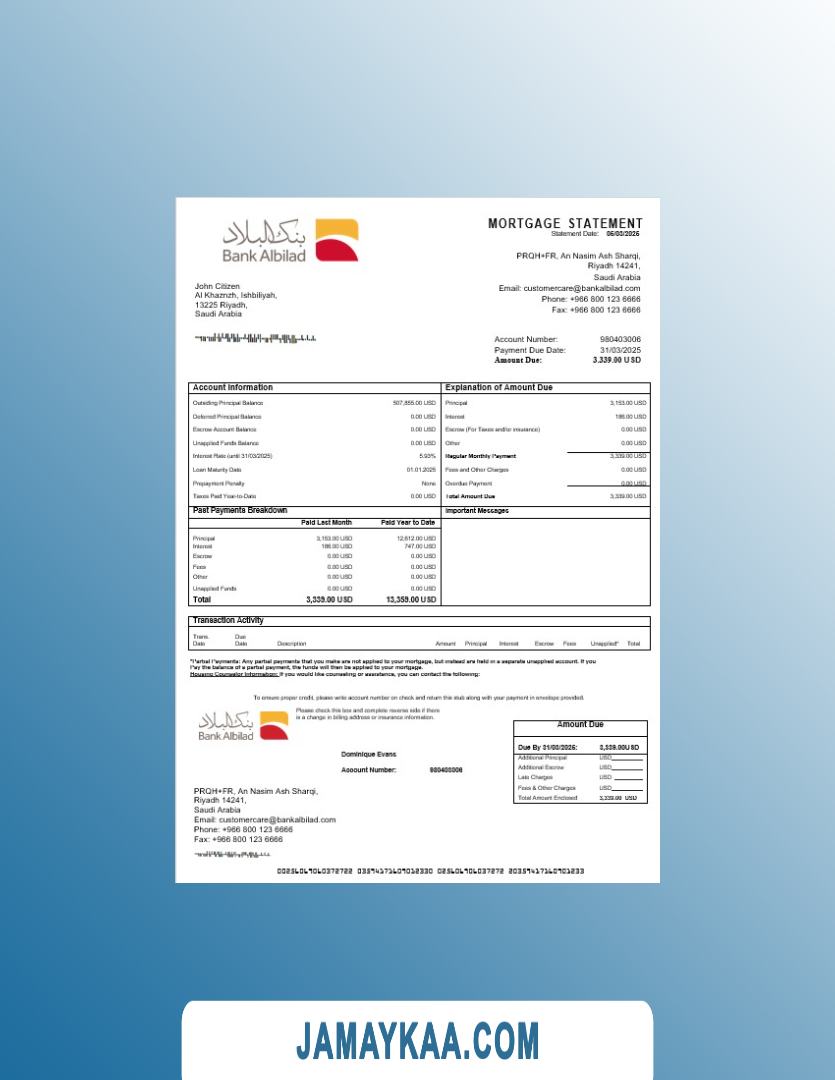 بنك البلاد
Bank Albilad
MORTGAGE STATEMENT
Statement Date: 06/03/2026
PRQH+FR, An Nasim Ash Sharqi,
Riyadh 14241,
Saudi Arabia
Email: customercare@bankalbilad.com
Phone: +966 800 123 6666
Fax: +966 800 123 6666
John Citizen
Al Khaznzh, Ishbiliyah,
13225 Riyadh,
Saudi Arabia
Account Number: 980403006
Payment Due Date: 31/03/2025
Amount Due: 3,339.00 USD
Account Information
Outsding Principal Balance 507,855.00 USD
Deferred Principal Balance 0.00 USD
Escrow Account Balance 0.00 USD
Unapplied Funds Balance 0.00 USD
Interest Rate (until 31/03/2025) 5.93%
Loan Maturity Date 01.01.2025
Prepayment Penalty None
Taxes Paid Year-to-Date 0.00 USD
Explanation of Amount Due
Principal 3,153.00 USD
Interest 186.00 USD
Escrow (For Taxes and/or insurance) 0.00 USD
Other 0.00 USD
Regular Monthly Payment 3,339.00 USD
Fees and Other Charges 0.00 USD
Overdue Payment 0.00 USD
Total Amount Due 3,339.00 USD
Past Payments Breakdown
Paid Last Month Paid Year to Date
Principal 3,153.00 USD 12,612.00 USD
Interest 186.00 USD 747.00 USD
Escrow 0.00 USD 0.00 USD
Fees 0.00 USD 0.00 USD
Other 0.00 USD 0.00 USD
Unapplied Funds 0.00 USD 0.00 USD
Total 3,339.00 USD 13,359.00 USD
Important Messages
Transaction Activity
Trans. Date Due Date Description Amount Principal Interest Escrow Fees Unapplied* Total
*Partial Payments: Any partial payments that you make are not applied to your mortgage, but instead are held in a separate unapplied account. If you
Pay the balance of a partial payment, the funds will then be applied to your mortgage.
Housing Counselor Information: If you would like counseling or assistance, you can contact the following:
To ensure proper credit, please write account number on check and return this stub along with your payment in envelope provided.
بنك البلاد
Bank Albilad
Please check this box and complete reverse side if there
is a change in billing address or insurance information.
Dominique Evans
Account Number: 980403006
Amount Due
Due By 31/03/2026: 3,339.00USD
Additional Principal USD
Additional Escrow USD
Late Charges USD
Fees & Other Charges USD
Total Amount Enclosed 3,339.00 USD
PRQH+FR, An Nasim Ash Sharqi,
Riyadh 14241,
Saudi Arabia
Email: customercare@bankalbilad.com
Phone: +966 800 123 6666
Fax: +966 800 123 6666
JAMAYKAA.COM